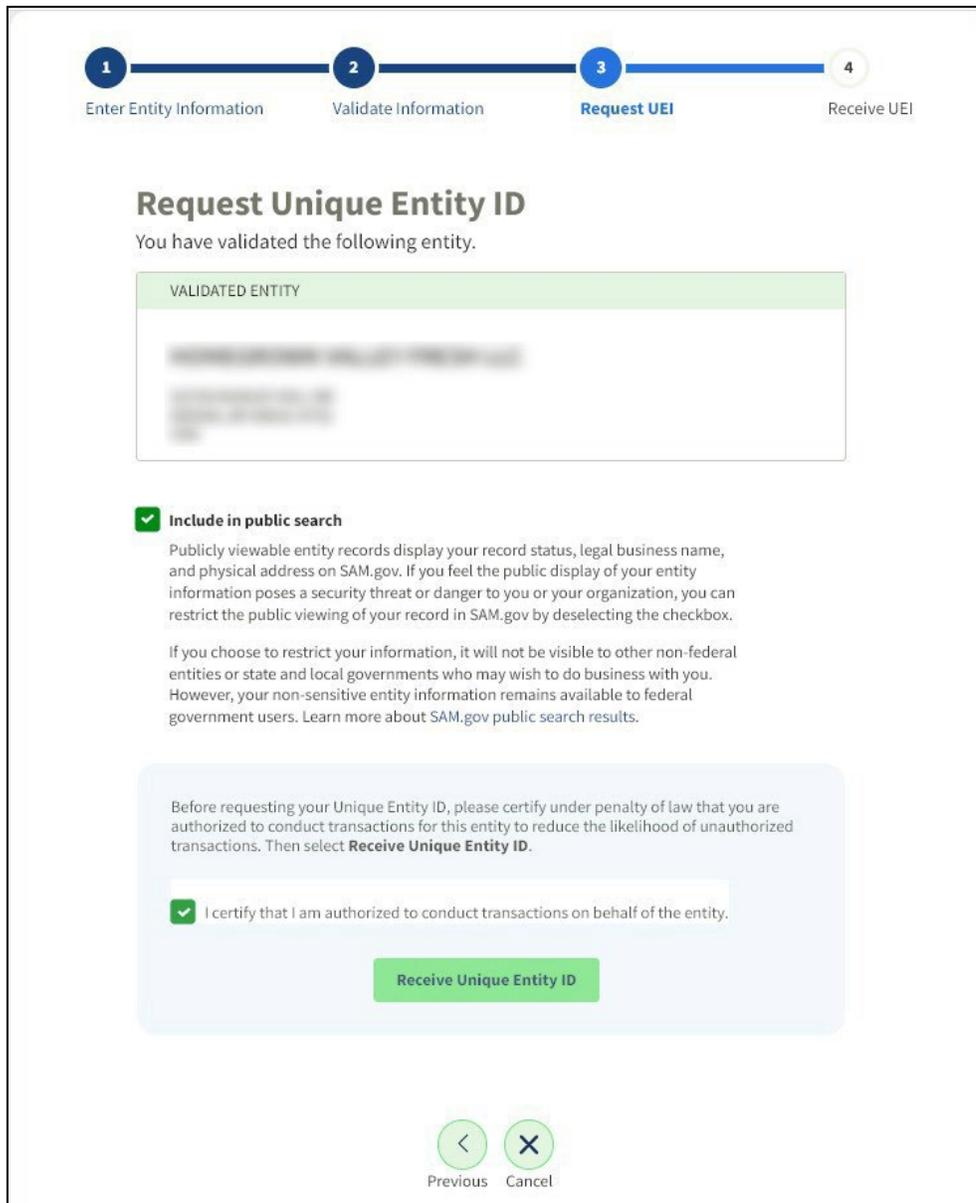 1
2
3
4
Enter Entity Information
Validate Information
Request UEI
Receive UEI
Request Unique Entity ID
You have validated the following entity.
VALIDATED ENTITY
Include in public search
Publicly viewable entity records display your record status, legal business name,
and physical address on SAM.gov. If you feel the public display of your entity
information poses a security threat or danger to you or your organization, you can
restrict the public viewing of your record in SAM.gov by deselecting the checkbox.
If you choose to restrict your information, it will not be visible to other non-federal
entities or state and local governments who may wish to do business with you.
However, your non-sensitive entity information remains available to federal
government users. Learn more about SAM.gov public search results.
Before requesting your Unique Entity ID, please certify under penalty of law that you are
authorized to conduct transactions for this entity to reduce the likelihood of unauthorized
transactions. Then select Receive Unique Entity ID.
I certify that I am authorized to conduct transactions on behalf of the entity.
Receive Unique Entity ID
Previous
Cancel